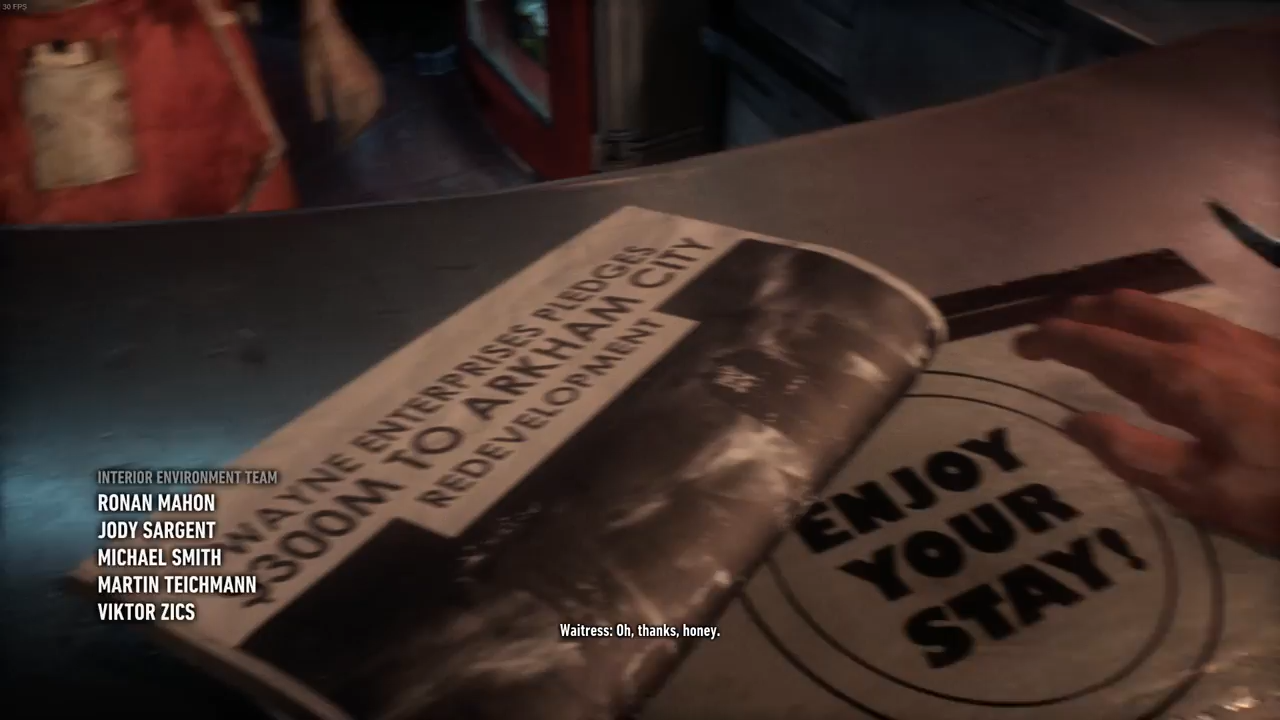 30 FPS
WAYNE ENTERPRISES PLEDGES
$300M TO ARKHAM CITY
REDEVELOPMENT
ENJOY
YOUR
STAY!
INTERIOR ENVIRONMENT TEAM
RONAN MAHON
JODY SARGENT
MICHAEL SMITH
MARTIN TEICHMANN
VIKTOR ZICS
Waitress: Oh, thanks, honey.